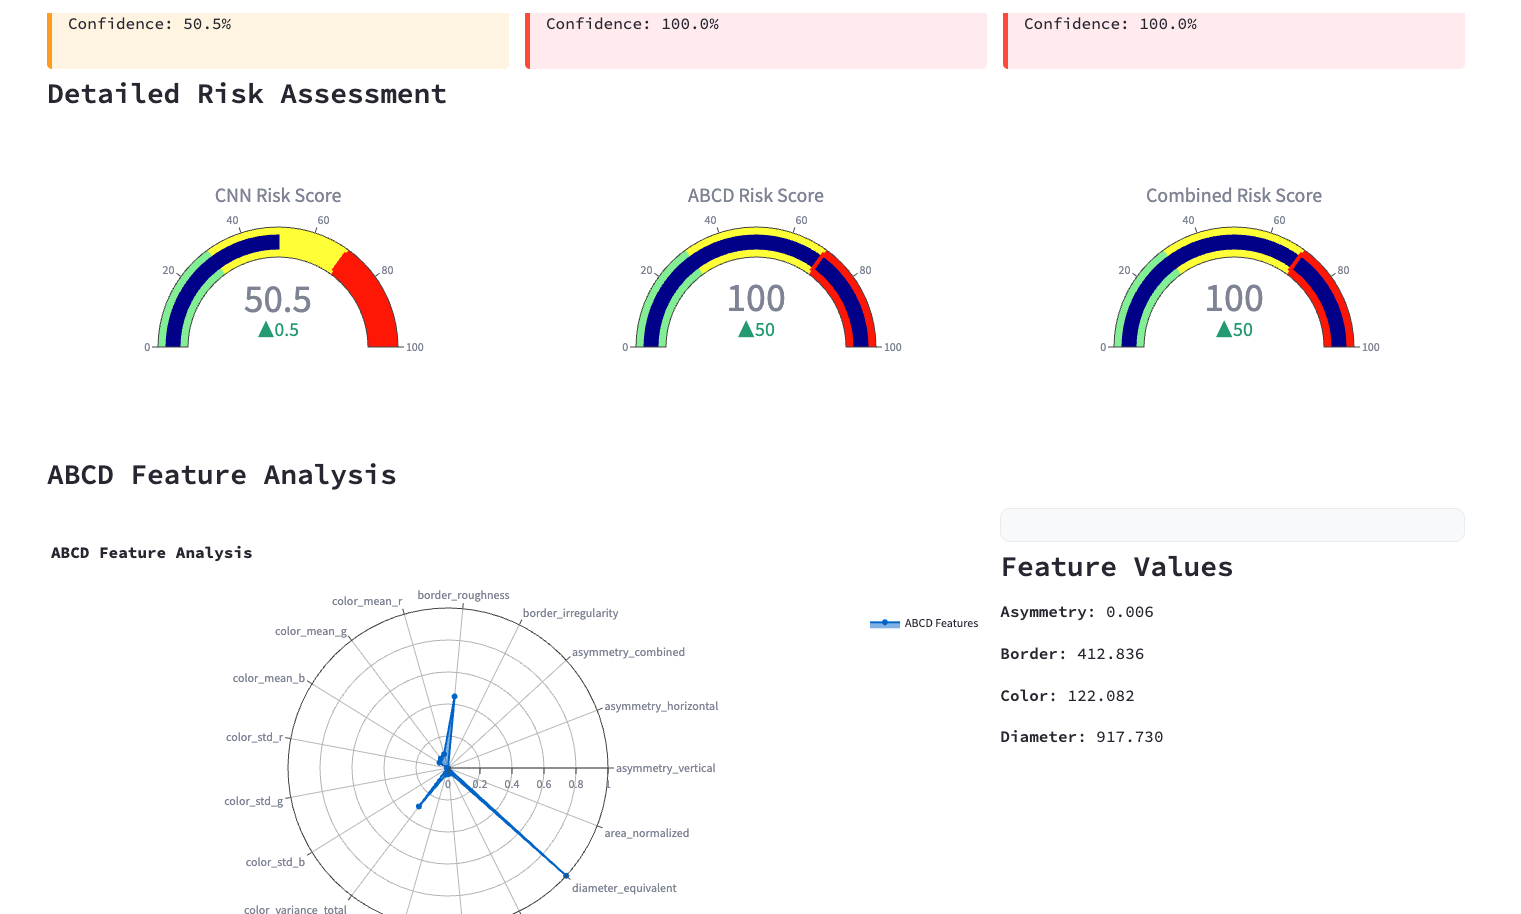 Confidence: 50.5%
Confidence: 100.0%
Confidence: 100.0%
Detailed Risk Assessment
CNN Risk Score
0
20
40
60
80
100
50.5
▲0.5
ABCD Risk Score
0
20
40
60
80
100
100
▲50
Combined Risk Score
0
20
40
60
80
100
100
▲50
ABCD Feature Analysis
ABCD Feature Analysis
border_roughness
color_mean_r
border_irregularity
color_mean_g
asymmetry_combined
color_mean_b
asymmetry_horizontal
color_std_r
asymmetry_vertical
0
0.2
0.4
0.6
0.8
1
color_std_g
area_normalized
color_std_b
diameter_equivalent
color_variance_total
ABCD Features
Feature Values
Asymmetry: 0.006
Border: 412.836
Color: 122.082
Diameter: 917.730